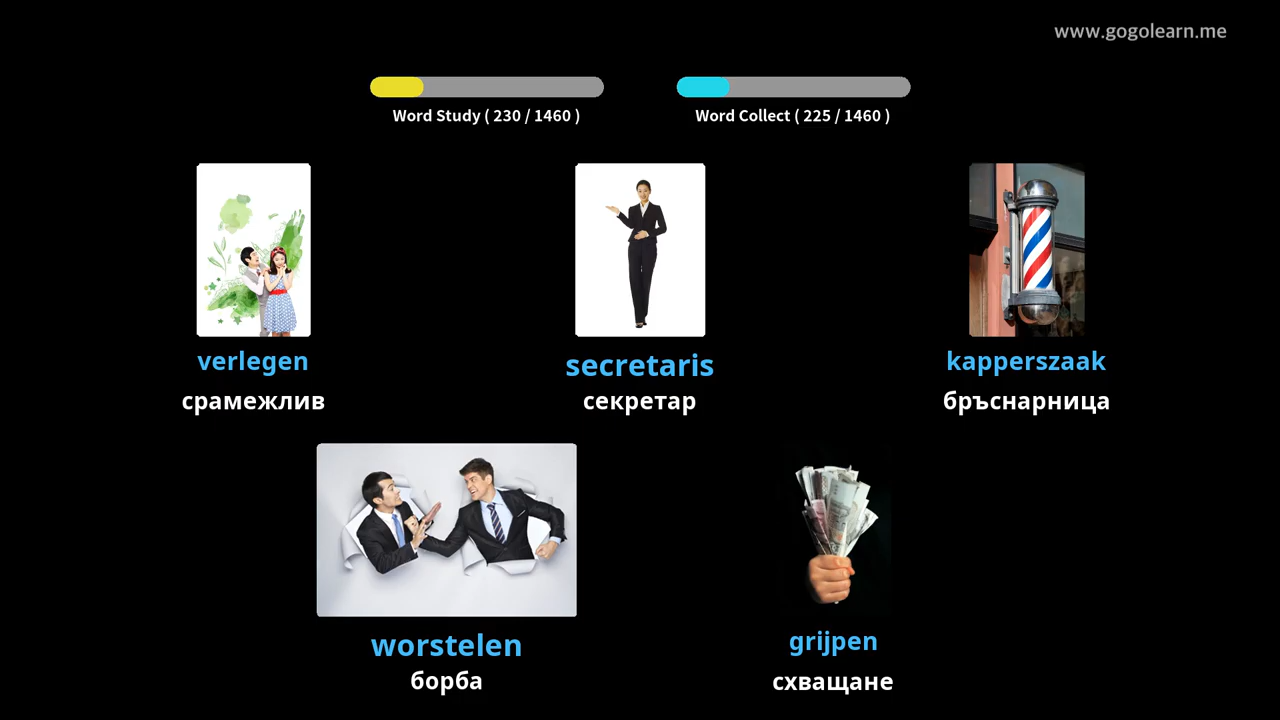 www.gogolearn.me
Word Study ( 230 / 1460 )
Word Collect ( 225 / 1460 )
verlegen
срамежлив
secretaris
секретар
kapperszaak
бръснарница
worstelen
борба
grijpen
схващане